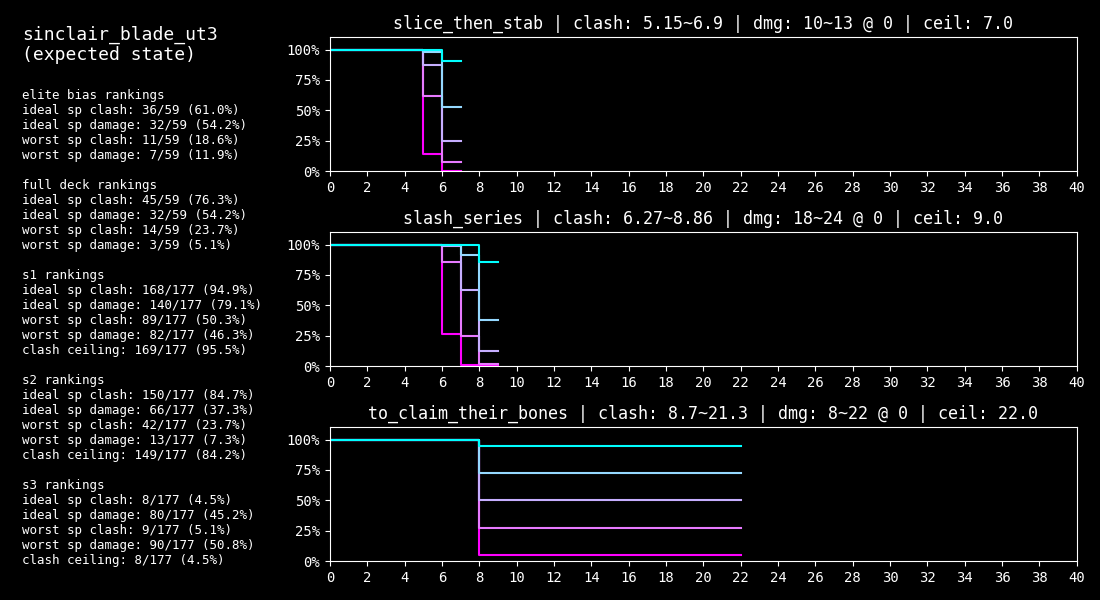 sinclair_blade_ut3
(expected state)
elite bias rankings
ideal sp clash: 36/59 (61.0%)
ideal sp damage: 32/59 (54.2%)
worst sp clash: 11/59 (18.6%)
worst sp damage: 7/59 (11.9%)
full deck rankings
ideal sp clash: 45/59 (76.3%)
ideal sp damage: 32/59 (54.2%)
worst sp clash: 14/59 (23.7%)
worst sp damage: 3/59 (5.1%)
s1 rankings
ideal sp clash: 168/177 (94.9%)
ideal sp damage: 140/177 (79.1%)
worst sp clash: 89/177 (50.3%)
worst sp damage: 82/177 (46.3%)
clash ceiling: 169/177 (95.5%)
s2 rankings
ideal sp clash: 150/177 (84.7%)
ideal sp damage: 66/177 (37.3%)
worst sp clash: 42/177 (23.7%)
worst sp damage: 13/177 (7.3%)
clash ceiling: 149/177 (84.2%)
s3 rankings
ideal sp clash: 8/177 (4.5%)
ideal sp damage: 80/177 (45.2%)
worst sp clash: 9/177 (5.1%)
worst sp damage: 90/177 (50.8%)
clash ceiling: 8/177 (4.5%)
slice_then_stab | clash: 5.15~6.9 | dmg: 10~13 @ 0 | ceil: 7.0
100%
75%
50%
25%
0%
0 2 4 6 8 10 12 14 16 18 20 22 24 26 28 30 32 34 36 38 40
slash_series | clash: 6.27~8.86 | dmg: 18~24 @ 0 | ceil: 9.0
100%
75%
50%
25%
0%
0 2 4 6 8 10 12 14 16 18 20 22 24 26 28 30 32 34 36 38 40
to_claim_their_bones | clash: 8.7~21.3 | dmg: 8~22 @ 0 | ceil: 22.0
100%
75%
50%
25%
0%
0 2 4 6 8 10 12 14 16 18 20 22 24 26 28 30 32 34 36 38 40